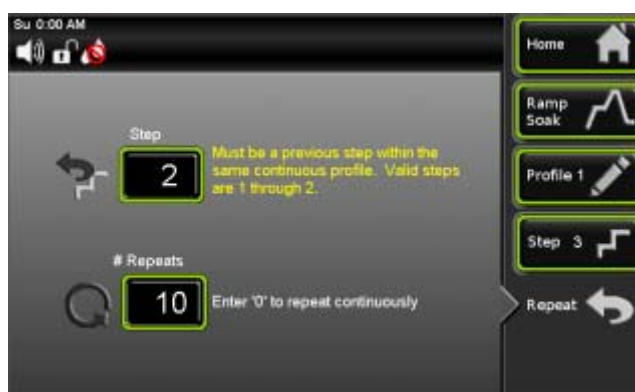 Su 0:00 AM
Step
2
Must be a previous step within the
same continuous profile. Valid steps
are 1 through 2.
# Repeats
10
Enter '0' to repeat continuously
Home
Ramp
Soak
Profile 1
Step 3
Repeat